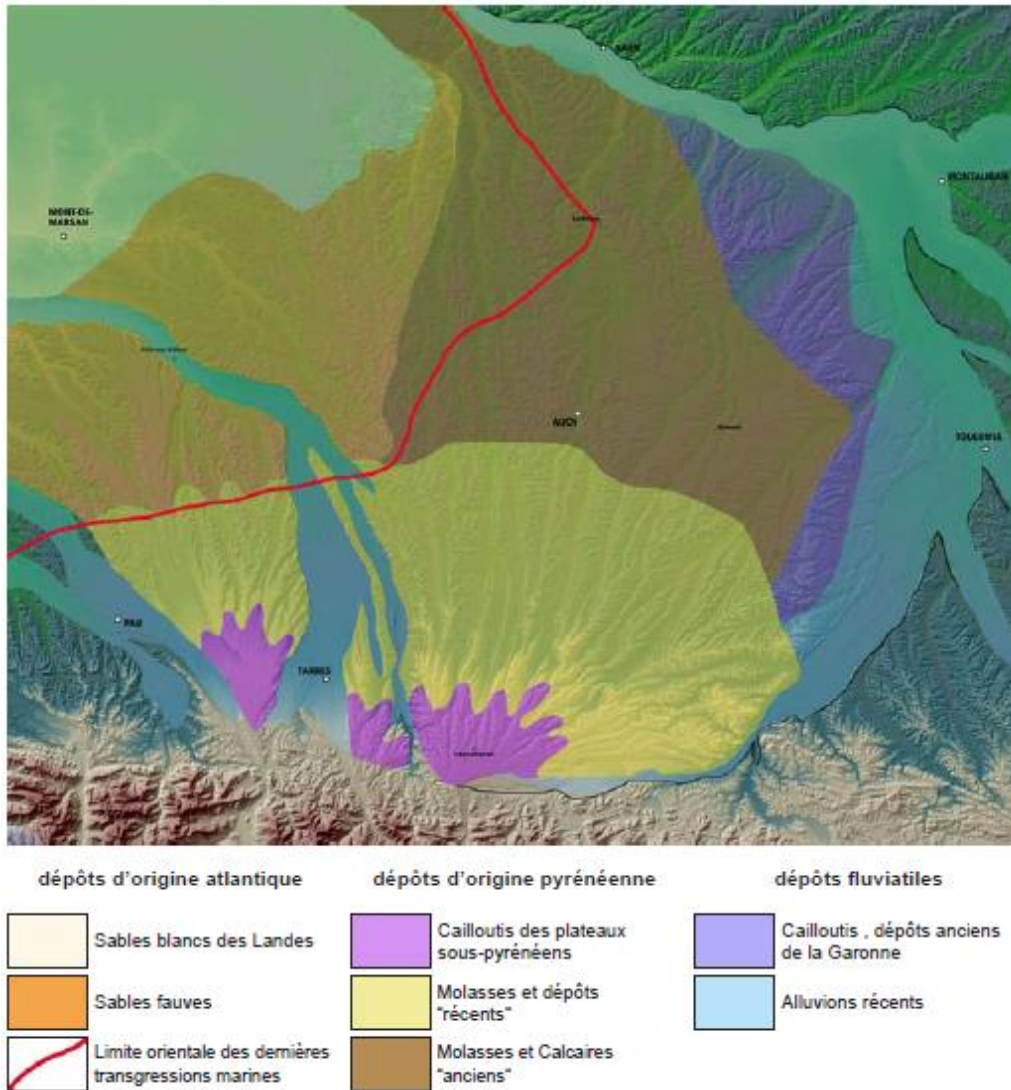 AGEN
MONTAUBAN
MONT-DE-
MARSAN
AUCH
TOULOUSE
PAU
TARBES
dépôts d'origine atlantique
dépôts d'origine pyrénéenne
dépôts fluviatiles
Sables blancs des Landes
Cailloutis des plateaux
sous-pyrénéens
Cailloutis , dépôts anciens
de la Garonne
Sables fauves
Molasses et dépôts
"récents"
Alluvions récents
Limite orientale des dernières
transgressions marines
Molasses et Calcaires
"anciens"